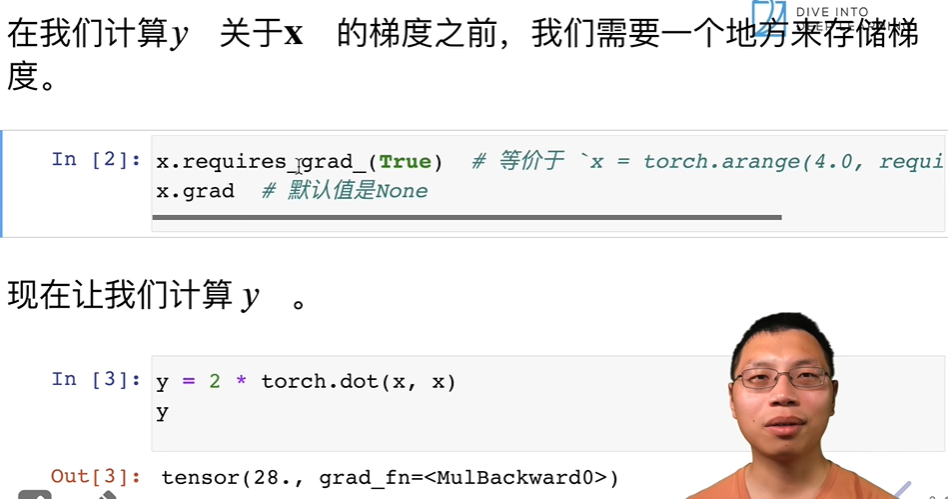 DIVE INTO
在我们计算y 关于x 的梯度之前，我们需要一个地方来存储梯
度。
In [2]: x.requires_grad_(True) # 等价于 `x = torch.arange(4.0, requi
x.grad # 默认值是None
现在让我们计算 y 。
In [3]: y = 2 * torch.dot(x, x)
y
Out[3]: tensor(28., grad_fn=<MulBackward0>)